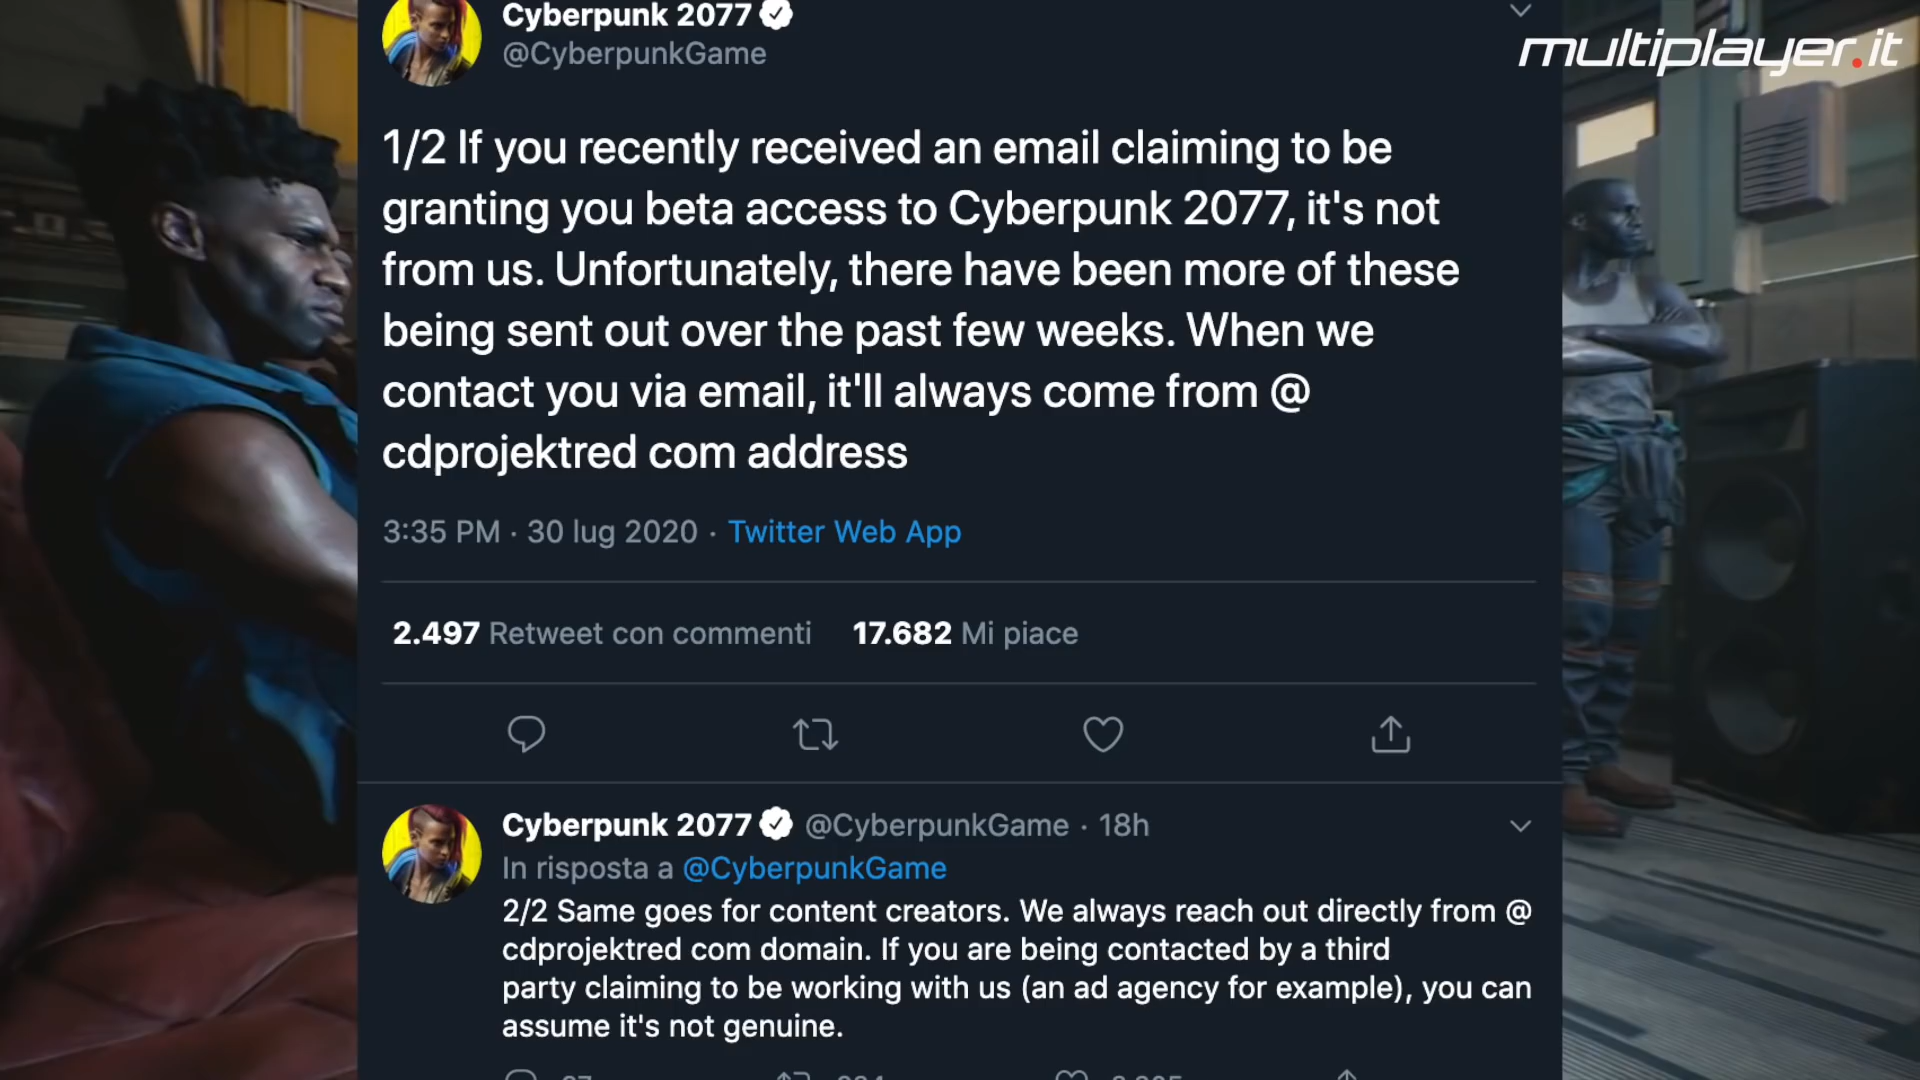 Cyberpunk 2077
@CyberpunkGame
multiplayer.it
1/2 If you recently received an email claiming to be
granting you beta access to Cyberpunk 2077, it's not
from us. Unfortunately, there have been more of these
being sent out over the past few weeks. When we
contact you via email, it'll always come from @
cdprojektred com address
3:35 PM · 30 lug 2020 · Twitter Web App
2.497 Retweet con commenti 17.682 Mi piace
Cyberpunk 2077 @CyberpunkGame · 18h
In risposta a @CyberpunkGame
2/2 Same goes for content creators. We always reach out directly from @
cdprojektred com domain. If you are being contacted by a third
party claiming to be working with us (an ad agency for example), you can
assume it's not genuine.